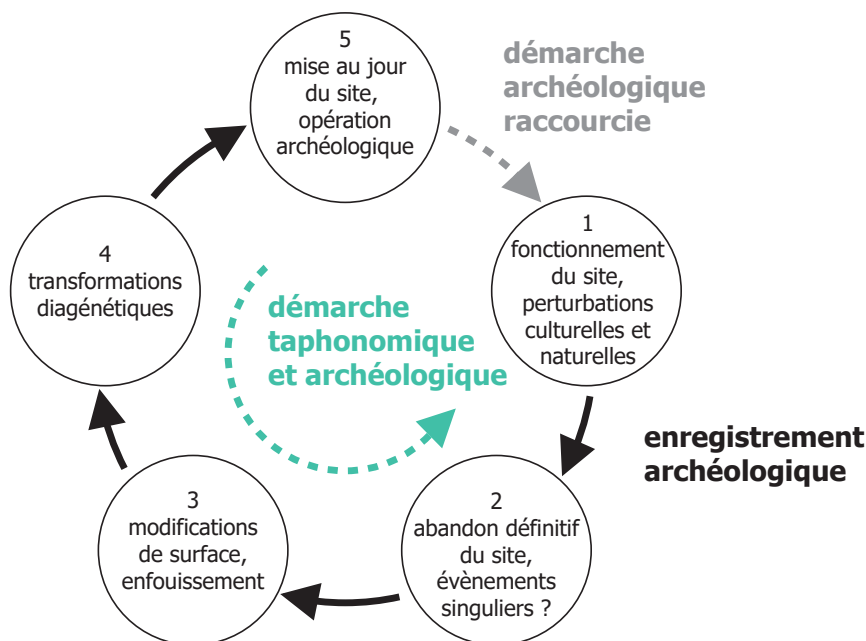 5
mise au jour
du site,
opération
archéologique
démarche
archéologique
raccourcie
1
fonctionnement
du site,
perturbations
culturelles et
naturelles
4
transformations
diagénétiques
démarche
taphonomique
et archéologique
enregistrement
archéologique
3
modifications
de surface,
enfouissement
2
abandon définitif
du site,
évènements
singuliers ?